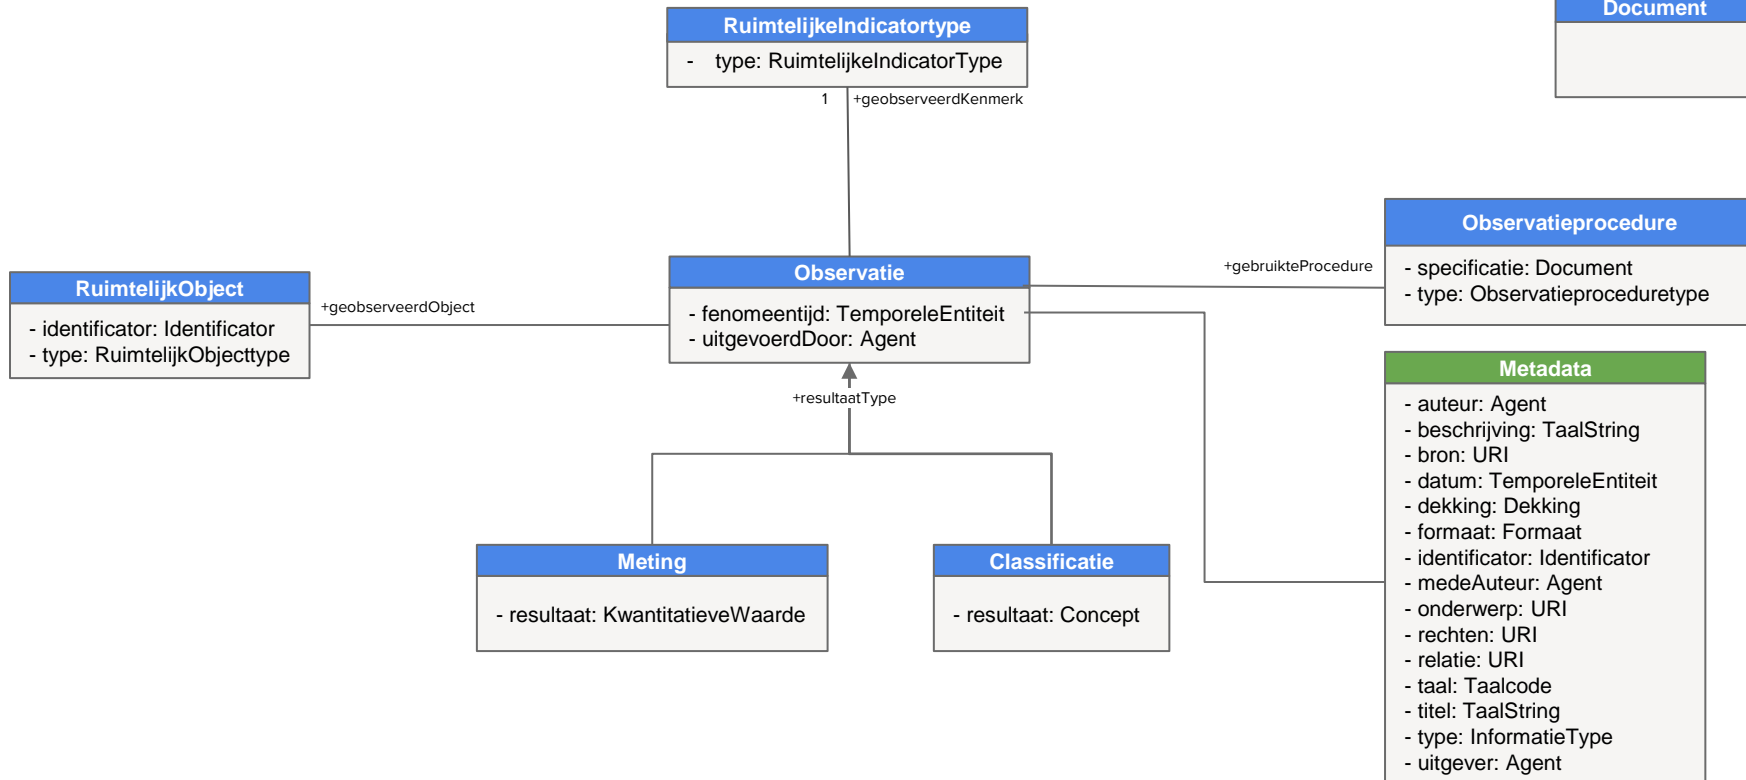 Document
RuimtelijkeIndicatortype
- type: RuimtelijkeIndicatorType
1 +geobserveerdKenmerk
Observatieprocedure
- specificatie: Document
- type: Observatieproceduretype
+gebruikteProcedure
Observatie
- fenomeentijd: TemporeleEntiteit
- uitgevoerdDoor: Agent
RuimtelijkObject
- identificator: Identificator
- type: RuimtelijkObjecttype
+geobserveerdObject
+resultaatType
Metadata
- auteur: Agent
- beschrijving: TaalString
- bron: URI
- datum: TemporeleEntiteit
- dekking: Dekking
- formaat: Formaat
- identificator: Identificator
- medeAuteur: Agent
- onderwerp: URI
- rechten: URI
- relatie: URI
- taal: Taalcode
- titel: TaalString
- type: InformatieType
- uitgever: Agent
Meting
- resultaat: KwantitatieveWaarde
Classificatie
- resultaat: Concept